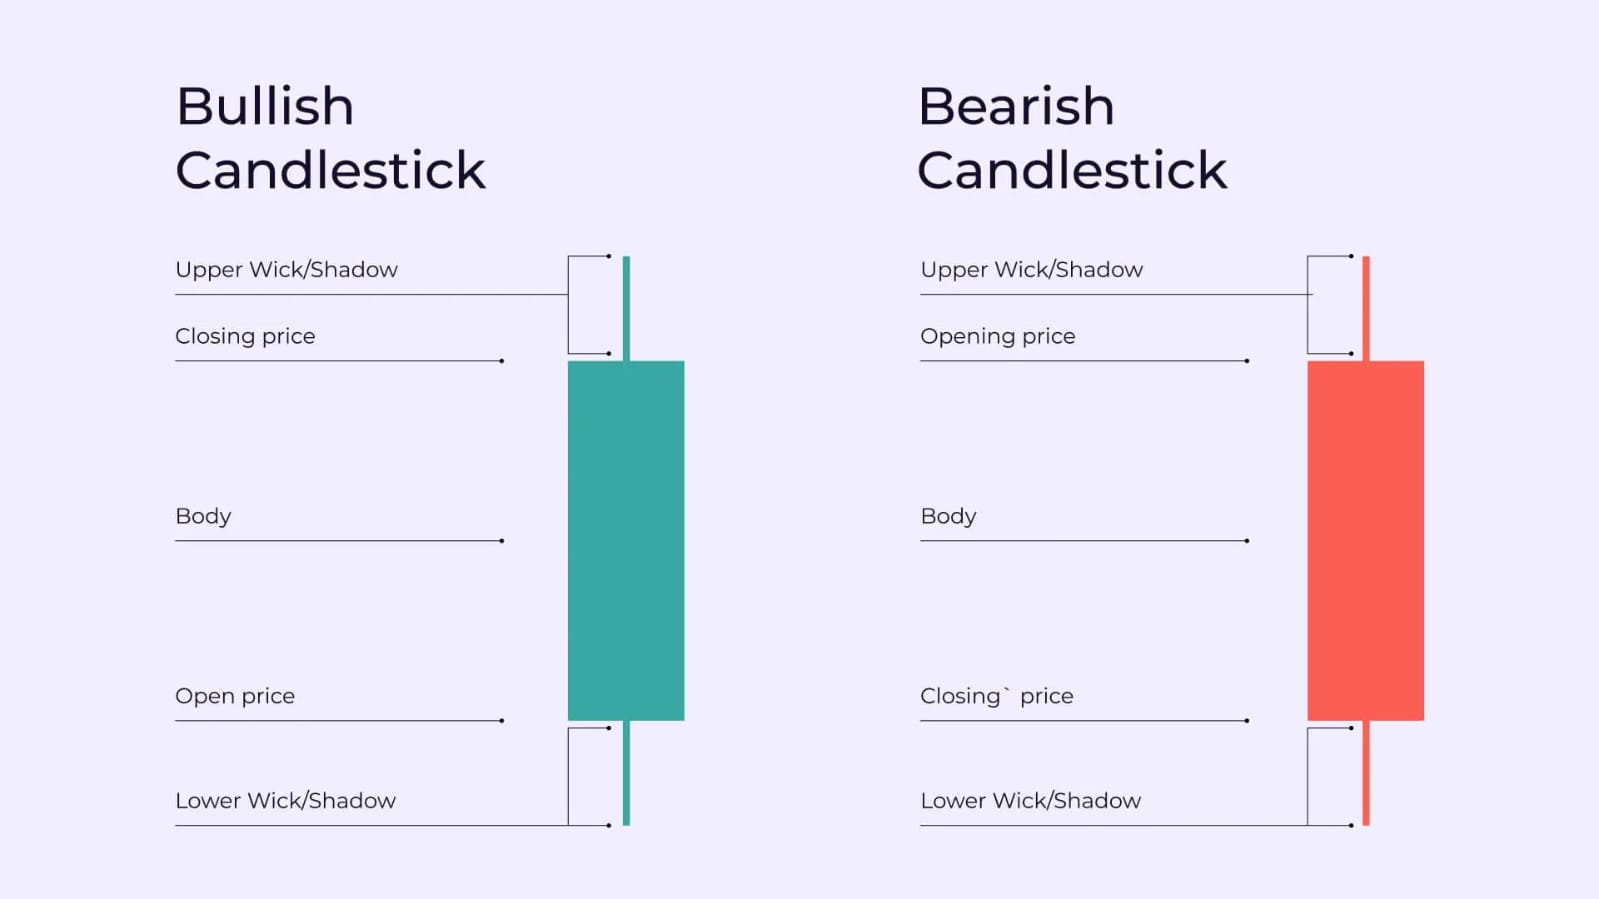 Bullish
Candlestick
Upper Wick/Shadow
Closing price
Body
Open price
Lower Wick/Shadow
Bearish
Candlestick
Upper Wick/Shadow
Opening price
Body
Closing` price
Lower Wick/Shadow